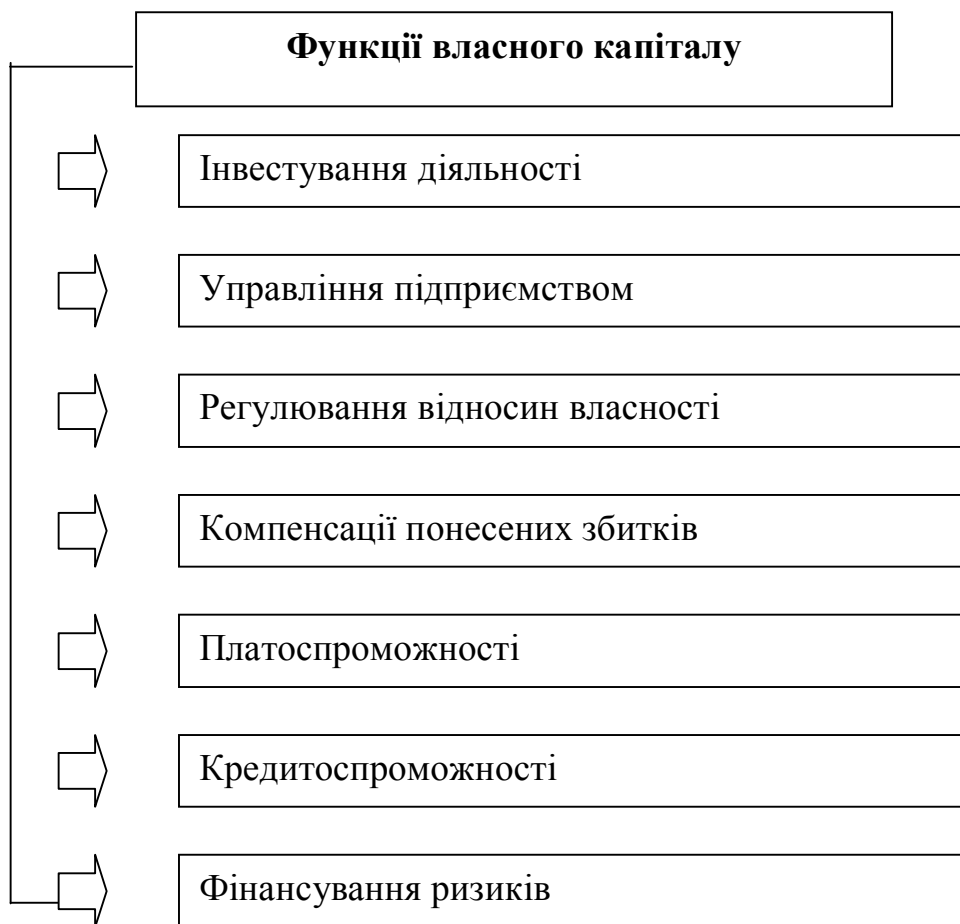 Функції власного капіталу
Інвестування діяльності
Управління підприємством
Регулювання відносин власності
Компенсації понесених збитків
Платоспроможності
Кредитоспроможності
Фінансування ризиків